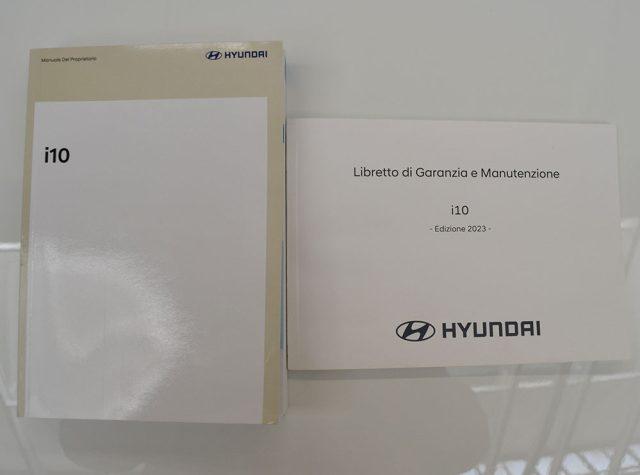 Manuale Del Proprietario
HYUNDAI
i10
Libretto di Garanzia e Manutenzione
i10
- Edizione 2023 -
HYUNDAI